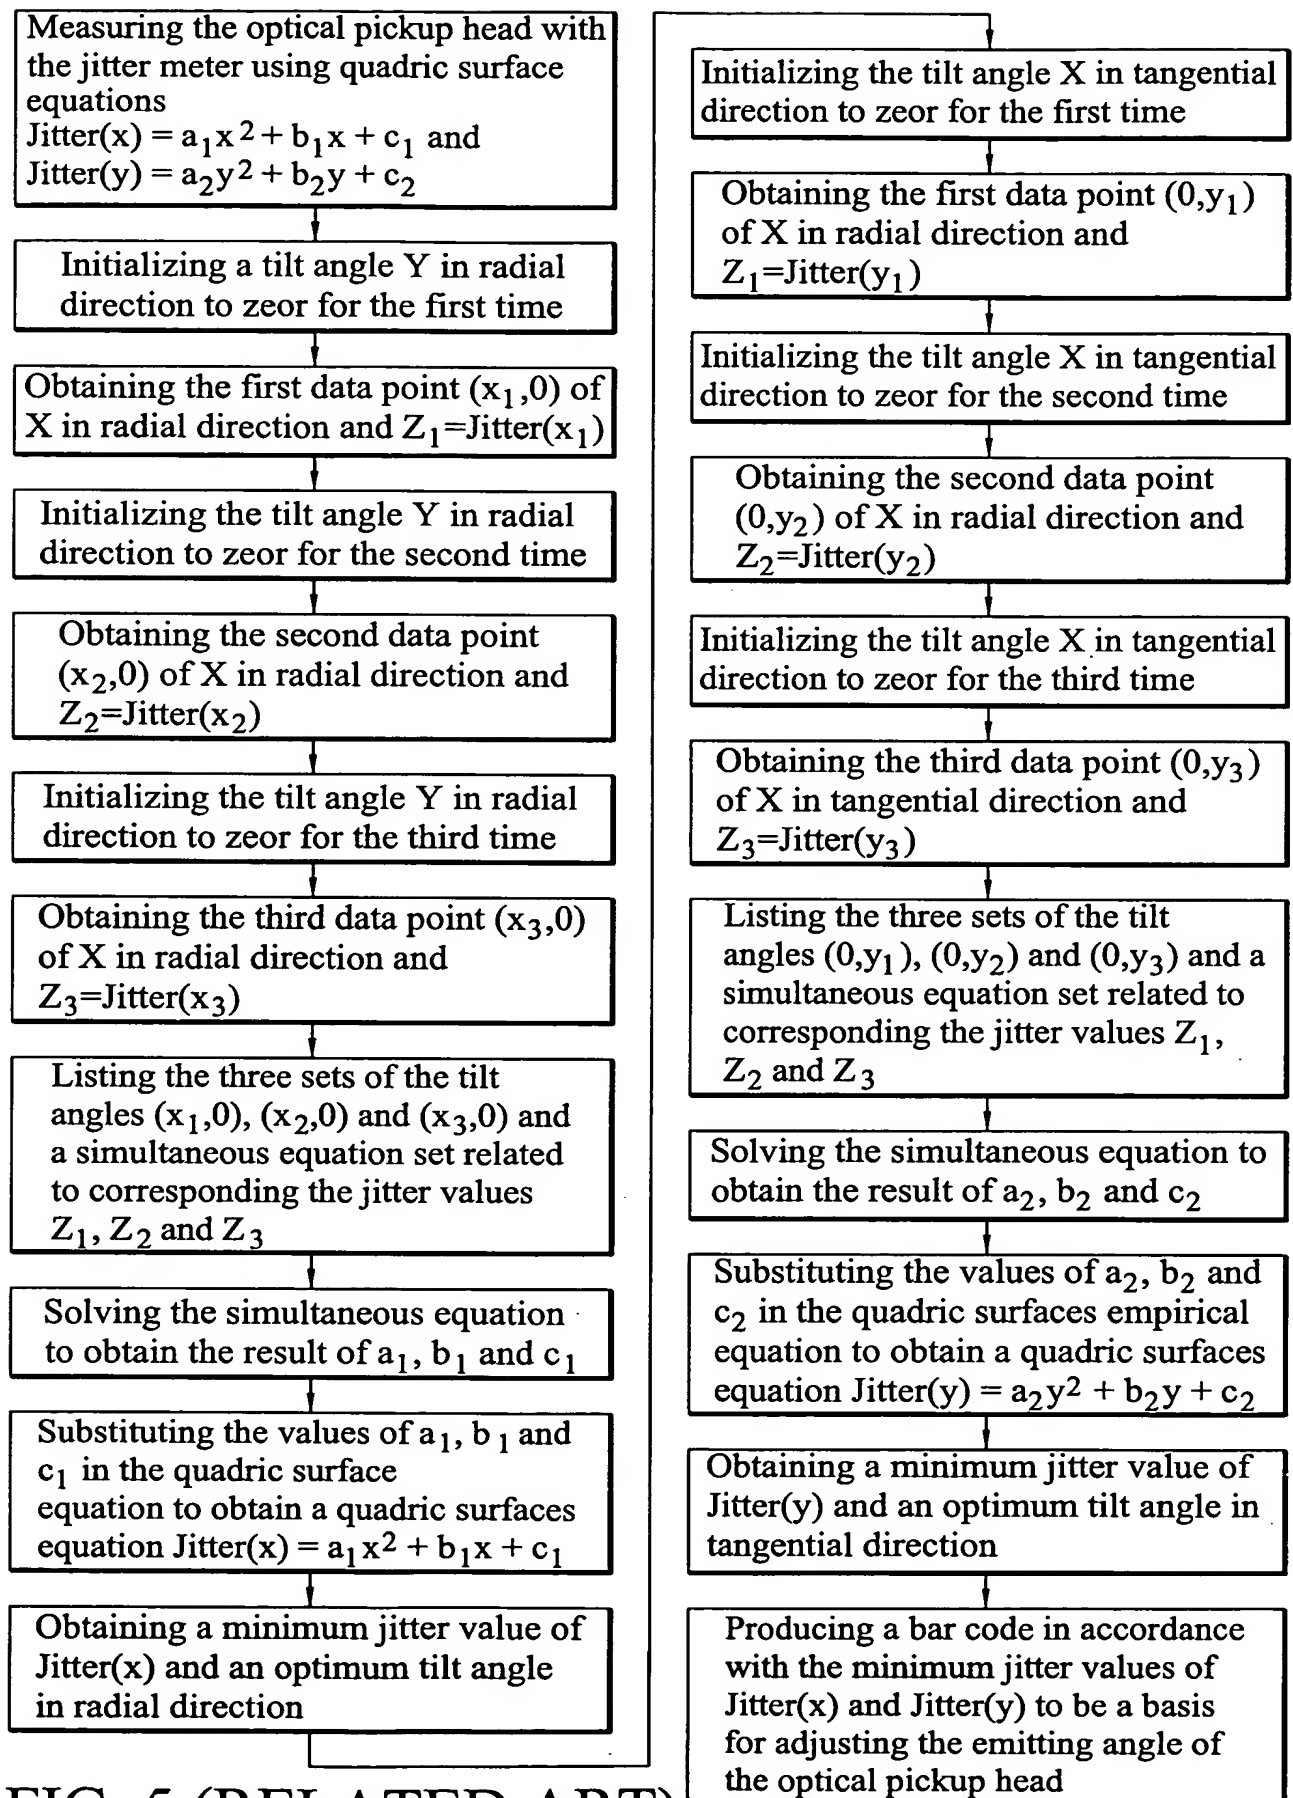 Measuring the optical pickup head with
the jitter meter using quadric surface
equations
Jitter(x) = a₁x² + b₁x + c₁ and
Jitter(y) = a₂y² + b₂y + c₂
Initializing a tilt angle Y in radial
direction to zeor for the first time
Obtaining the first data point (x₁,0) of
X in radial direction and Z₁=Jitter(x₁)
Initializing the tilt angle Y in radial
direction to zeor for the second time
Obtaining the second data point
(x₂,0) of X in radial direction and
Z₂=Jitter(x₂)
Initializing the tilt angle Y in radial
direction to zeor for the third time
Obtaining the third data point (x₃,0)
of X in radial direction and
Z₃=Jitter(x₃)
Listing the three sets of the tilt
angles (x₁,0), (x₂,0) and (x₃,0) and
a simultaneous equation set related
to corresponding the jitter values
Z₁, Z₂ and Z₃
Solving the simultaneous equation
to obtain the result of a₁, b₁ and c₁
Substituting the values of a₁, b₁ and
c₁ in the quadric surface
equation to obtain a quadric surfaces
equation Jitter(x) = a₁x² + b₁x + c₁
Obtaining a minimum jitter value of
Jitter(x) and an optimum tilt angle
in radial direction
Initializing the tilt angle X in tangential
direction to zeor for the first time
Obtaining the first data point (0,y₁)
of X in radial direction and
Z₁=Jitter(y₁)
Initializing the tilt angle X in tangential
direction to zeor for the second time
Obtaining the second data point
(0,y₂) of X in radial direction and
Z₂=Jitter(y₂)
Initializing the tilt angle X in tangential
direction to zeor for the third time
Obtaining the third data point (0,y₃)
of X in tangential direction and
Z₃=Jitter(y₃)
Listing the three sets of the tilt
angles (0,y₁), (0,y₂) and (0,y₃) and a
simultaneous equation set related to
corresponding the jitter values Z₁,
Z₂ and Z₃
Solving the simultaneous equation to
obtain the result of a₂, b₂ and c₂
Substituting the values of a₂, b₂ and
c₂ in the quadric surfaces empirical
equation to obtain a quadric surfaces
equation Jitter(y) = a₂y² + b₂y + c₂
Obtaining a minimum jitter value of
Jitter(y) and an optimum tilt angle in
tangential direction
Producing a bar code in accordance
with the minimum jitter values of
Jitter(x) and Jitter(y) to be a basis
for adjusting the emitting angle of
the optical pickup head
FIG. 5 (RELATED ART)